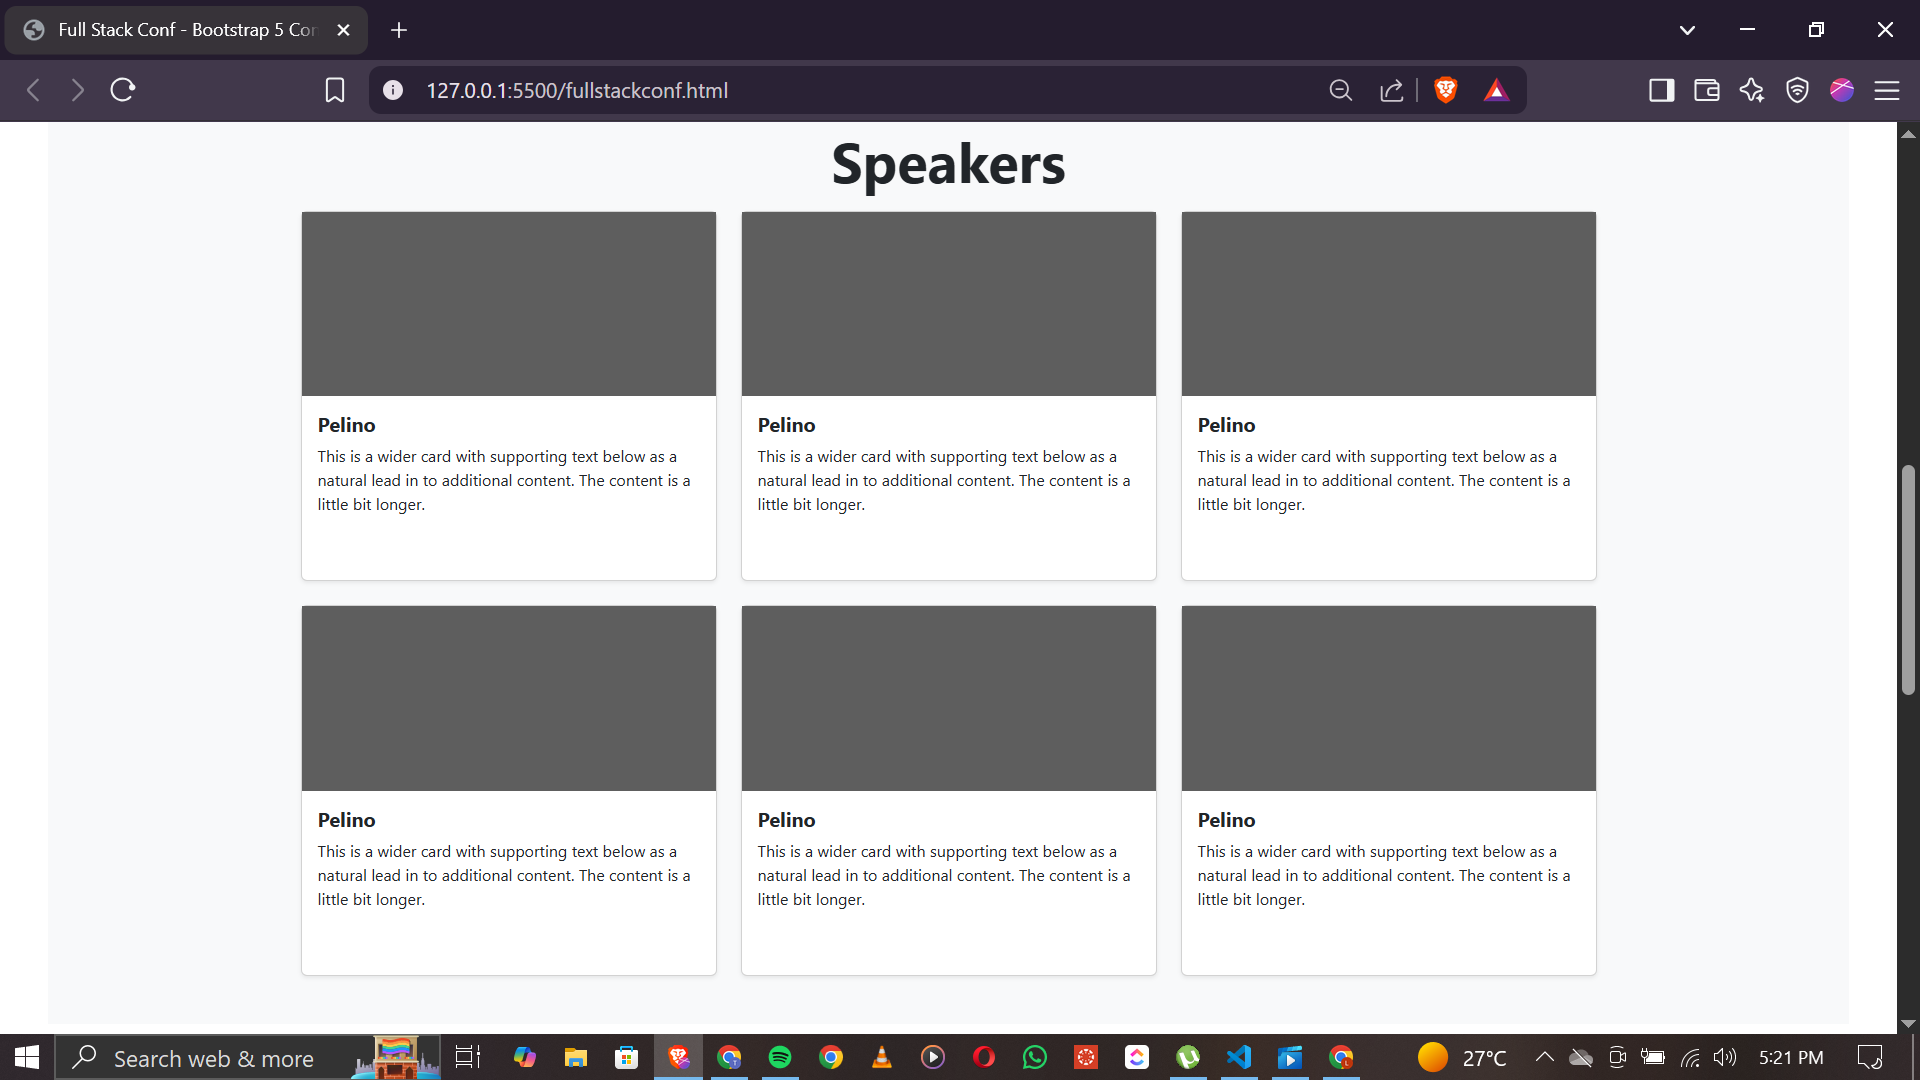 Full Stack Conf - Bootstrap 5 Con
127.0.0.1:5500/fullstackconf.html
Speakers
Pelino
This is a wider card with supporting text below as a
natural lead in to additional content. The content is a
little bit longer.
Pelino
This is a wider card with supporting text below as a
natural lead in to additional content. The content is a
little bit longer.
Pelino
This is a wider card with supporting text below as a
natural lead in to additional content. The content is a
little bit longer.
Pelino
This is a wider card with supporting text below as a
natural lead in to additional content. The content is a
little bit longer.
Pelino
This is a wider card with supporting text below as a
natural lead in to additional content. The content is a
little bit longer.
Pelino
This is a wider card with supporting text below as a
natural lead in to additional content. The content is a
little bit longer.
Search web & more
27°C
5:21 PM